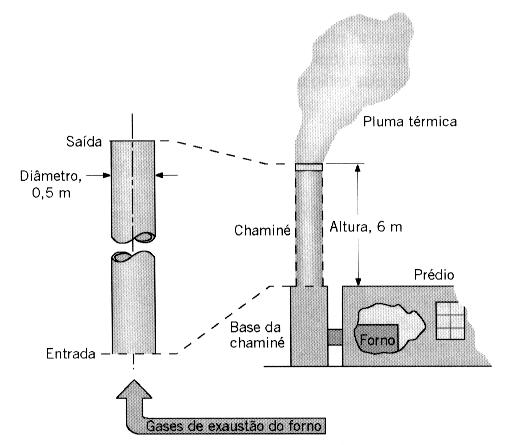 Pluma térmica
Saída
Diâmetro,
0,5 m
Chaminé
Altura, 6 m
Prédio
Base da
chaminé
Forno
Entrada
Gases de exaustão do forno